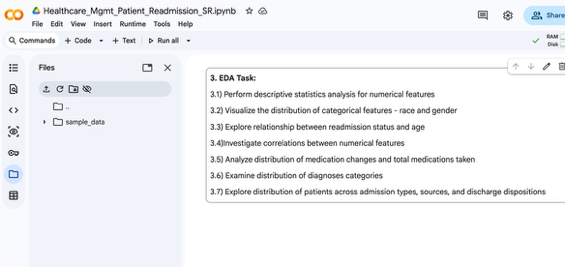 Healthcare_Mgmt_Patient_Readmission_SR.ipynb
File Edit View Insert Runtime Tools Help
Share
Commands + Code + Text Run all
RAM
Disk
Files
..
sample_data
3. EDA Task:
3.1) Perform descriptive statistics analysis for numerical features
3.2) Visualize the distribution of categorical features - race and gender
3.3) Explore relationship between readmission status and age
3.4)Investigate correlations between numerical features
3.5) Analyze distribution of medication changes and total medications taken
3.6) Examine distribution of diagnoses categories
3.7) Explore distribution of patients across admission types, sources, and discharge dispositions